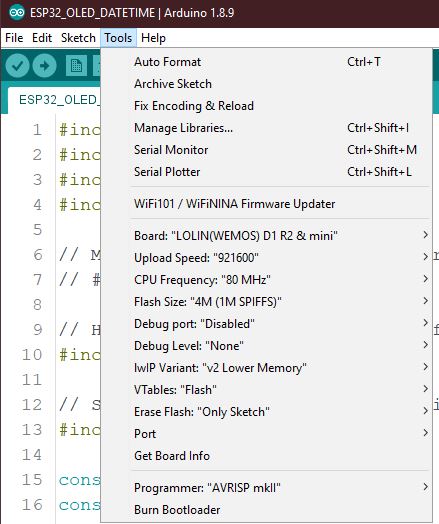 ESP32_OLED_DATETIME | Arduino 1.8.9
File Edit Sketch Tools Help
Auto Format Ctrl+T
Archive Sketch
ESP32_OLED_
Fix Encoding & Reload
1 #inc
Manage Libraries... Ctrl+Shift+I
2 #inc
Serial Monitor Ctrl+Shift+M
3 #inc
Serial Plotter Ctrl+Shift+L
4 #inc
WiFi101 / WiFiNINA Firmware Updater
5
Board: "LOLIN(WEMOS) D1 R2 & mini"
6 // M
Upload Speed: "921600"
7 // #
CPU Frequency: "80 MHz"
8
Flash Size: "4M (1M SPIFFS)"
9 // H
Debug port: "Disabled"
10 #inc
Debug Level: "None"
11
lwIP Variant: "v2 Lower Memory"
VTables: "Flash"
12 // S
Erase Flash: "Only Sketch"
13 #inc
Port
14
Get Board Info
15 cons
Programmer: "AVRISP mkII"
16 cons
Burn Bootloader